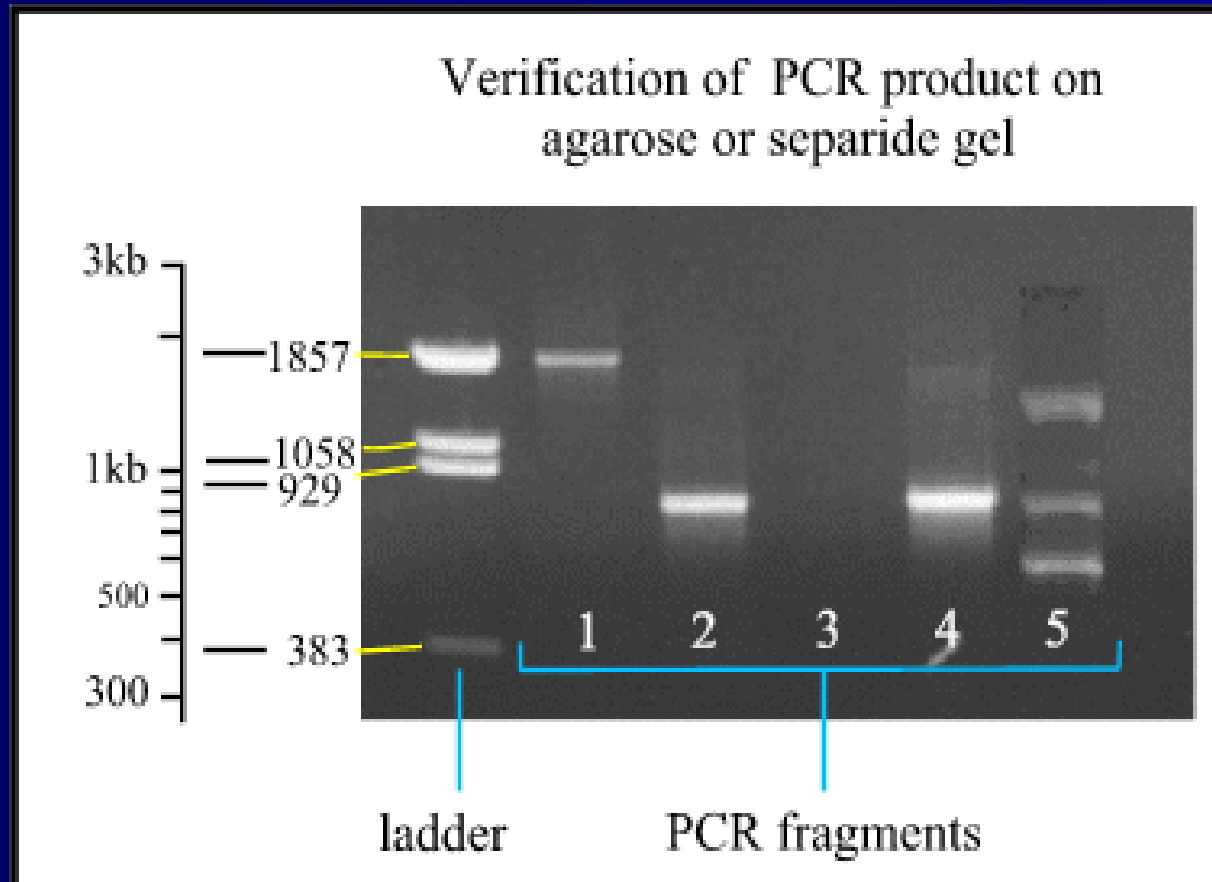 Verification of PCR product on
agarose or separide gel
3kb
1857
1058
1kb
929
500
383
300
1 2 3 4 5
ladder
PCR fragments